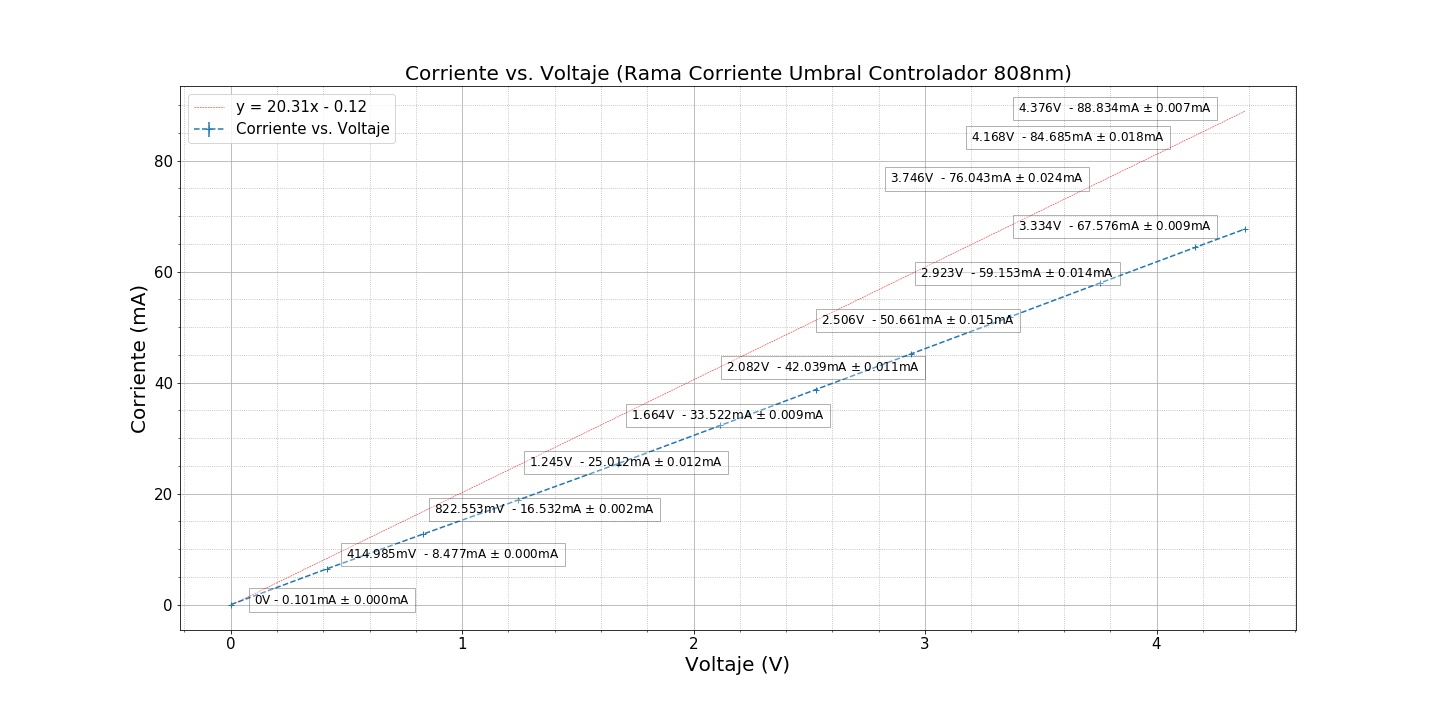 Corriente vs. Voltaje (Rama Corriente Umbral Controlador 808nm)
y = 20.31x - 0.12
Corriente vs. Voltaje
4.376V - 88.834mA ± 0.007mA
4.168V - 84.685mA ± 0.018mA
3.746V - 76.043mA ± 0.024mA
3.334V - 67.576mA ± 0.009mA
2.923V - 59.153mA ± 0.014mA
2.506V - 50.661mA ± 0.015mA
2.082V - 42.039mA ± 0.011mA
1.664V - 33.522mA ± 0.009mA
1.245V - 25.012mA ± 0.012mA
822.553mV - 16.532mA ± 0.002mA
414.985mV - 8.477mA ± 0.000mA
0V - 0.101mA ± 0.000mA
80
60
40
20
0
Corriente (mA)
0 1 2 3 4
Voltaje (V)